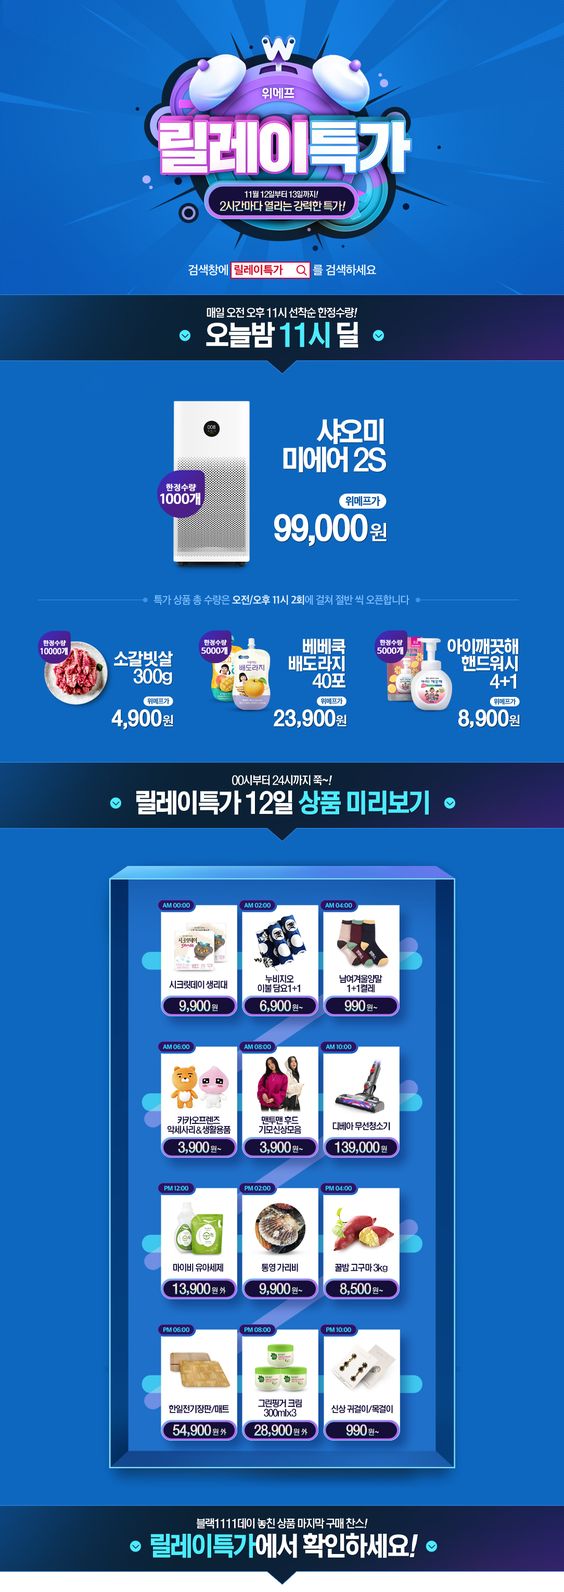 위메프
릴레이특가
11월 12일부터 13일까지!
2시간마다 열리는 강력한 특가!
검색창에 릴레이특가 를 검색하세요
매일 오전 오후 11시 선착순 한정수량!
오늘밤 11시 딜
008
한정수량
1000개
샤오미
미에어 2S
위메프가
99,000원
특가 상품 총 수량은 오전/오후 11시 2회에 걸쳐 절반 씩 오픈합니다
한정수량
10000개
소갈빗살
300g
위메프가
4,900원
한정수량
5000개
베베쿡
배도라지
40포
위메프가
23,900원
한정수량
5000개
아이깨끗해
핸드워시
4+1
위메프가
8,900원
00시부터 24시까지 쭉~!
릴레이특가 12일 상품 미리보기
AM 00:00
시크릿데이 생리대
9,900원
AM 02:00
누비지오
이불 담요1+1
6,900원~
AM 04:00
남여겨울양말
1+1켤레
990원~
AM 06:00
카카오프렌즈
악세사리&생활용품
3,900원~
AM 08:00
맨투맨 후드
기모신상모음
3,900원~
AM 10:00
디베아 무선청소기
139,000원
PM 12:00
마이비 유아세제
13,900원 外
PM 02:00
통영 가리비
9,900원~
PM 04:00
꿀밤 고구마 3kg
8,500원~
PM 06:00
한일전기장판/매트
54,900원 外
PM 08:00
그린핑거 크림
300mlx3
28,900원 外
PM 10:00
신상 귀걸이/목걸이
990원~
블랙1111데이 놓친 상품 마지막 구매 찬스!
릴레이특가에서 확인하세요!